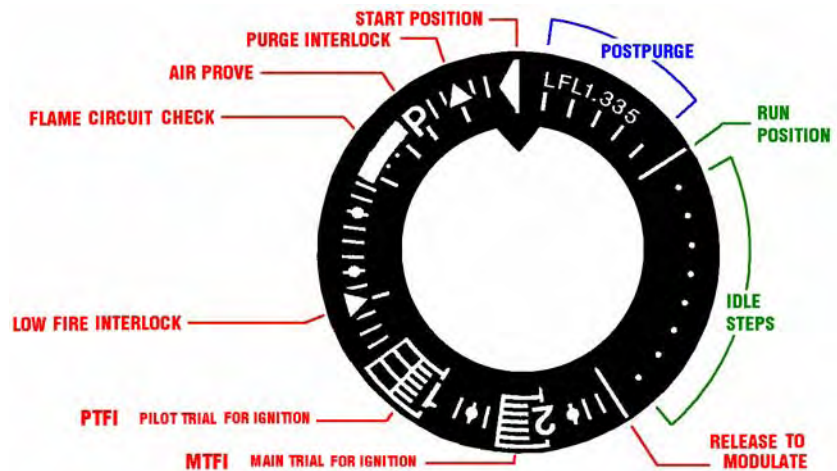 START POSITION
PURGE INTERLOCK
AIR PROVE
FLAME CIRCUIT CHECK
LOW FIRE INTERLOCK
PTFI PILOT TRIAL FOR IGNITION
MTFI MAIN TRIAL FOR IGNITION
POSTPURGE
RUN
POSITION
IDLE
STEPS
RELEASE TO
MODULATE
LFL1.335
P
1
2